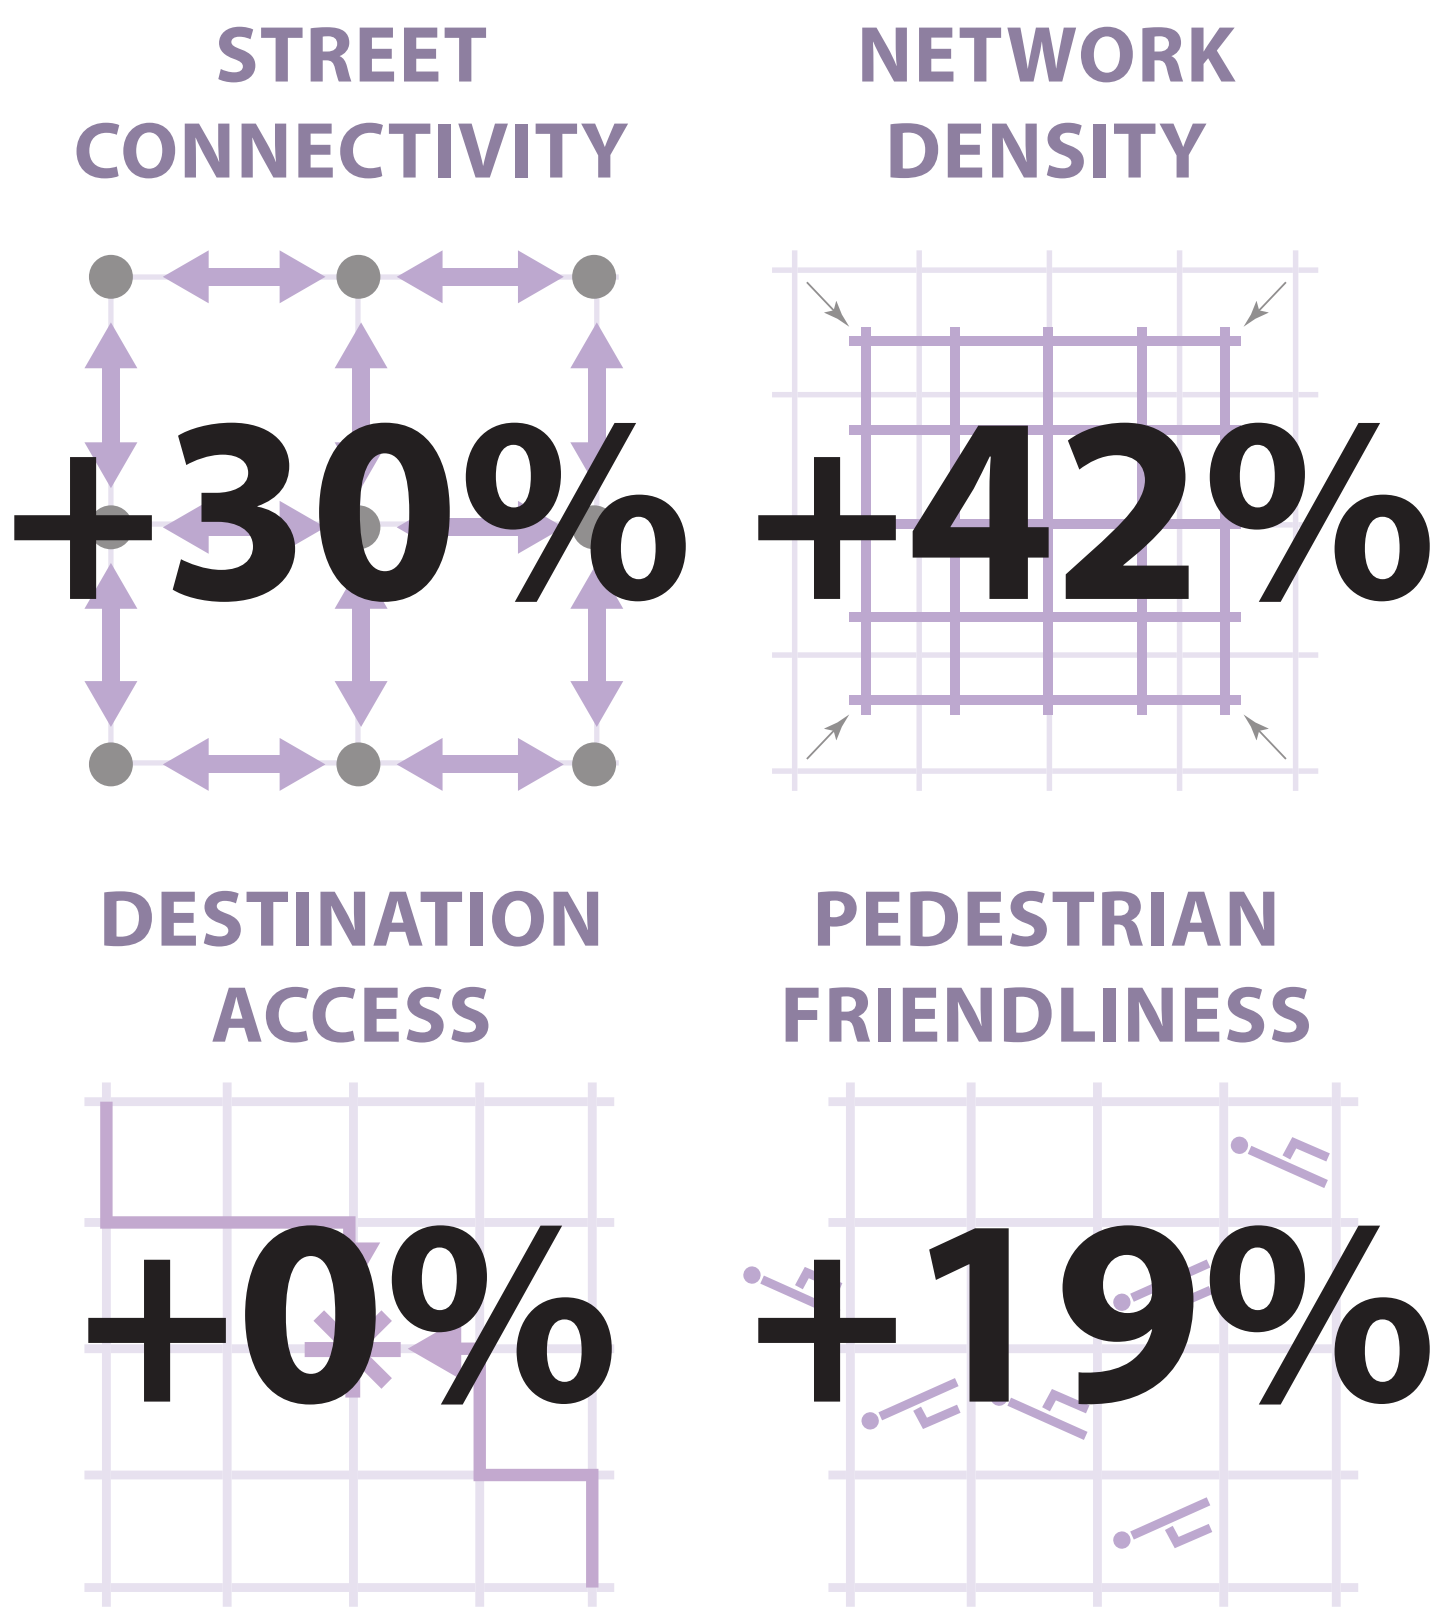 STREET
CONNECTIVITY
+30%
NETWORK
DENSITY
+42%
DESTINATION
ACCESS
+0%
PEDESTRIAN
FRIENDLINESS
+19%